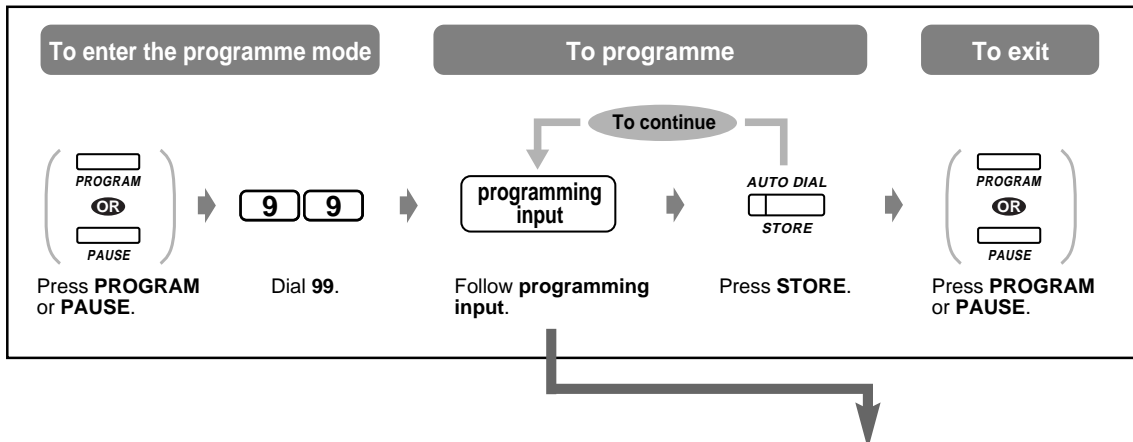 To enter the programme mode
To programme
To exit
To continue
PROGRAM
OR
PAUSE
9 9
programming
input
AUTO DIAL
STORE
PROGRAM
OR
PAUSE
Press PROGRAM
or PAUSE.
Dial 99.
Follow programming
input.
Press STORE.
Press PROGRAM
or PAUSE.